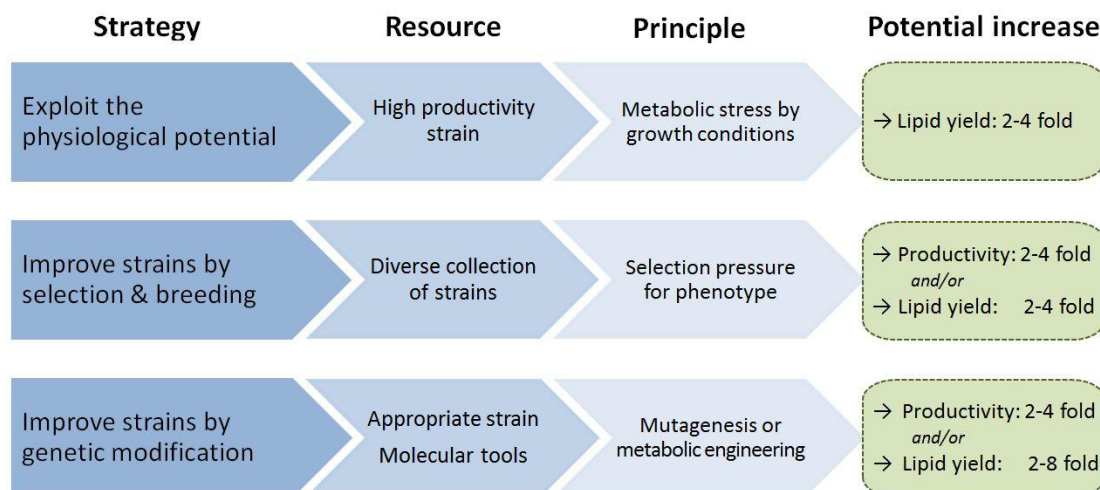 Strategy
Resource
Principle
Potential increase
Exploit the
physiological potential
High productivity
strain
Metabolic stress by
growth conditions
→ Lipid yield: 2-4 fold
Improve strains by
selection & breeding
Diverse collection
of strains
Selection pressure
for phenotype
→ Productivity: 2-4 fold
and/or
→ Lipid yield: 2-4 fold
Improve strains by
genetic modification
Appropriate strain
Molecular tools
Mutagenesis or
metabolic engineering
→ Productivity: 2-4 fold
and/or
→ Lipid yield: 2-8 fold